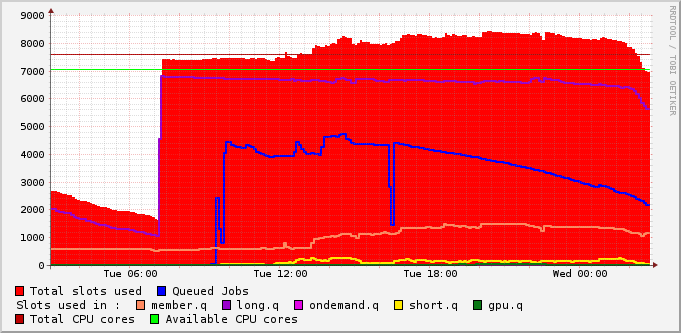 9000
8000
7000
6000
5000
4000
3000
2000
1000
0
Tue 06:00 Tue 12:00 Tue 18:00 Wed 00:00
RRDTOOL / TOBI OETIKER
Total slots used Queued Jobs
Slots used in : member.q long.q ondemand.q short.q gpu.q
Total CPU cores Available CPU cores